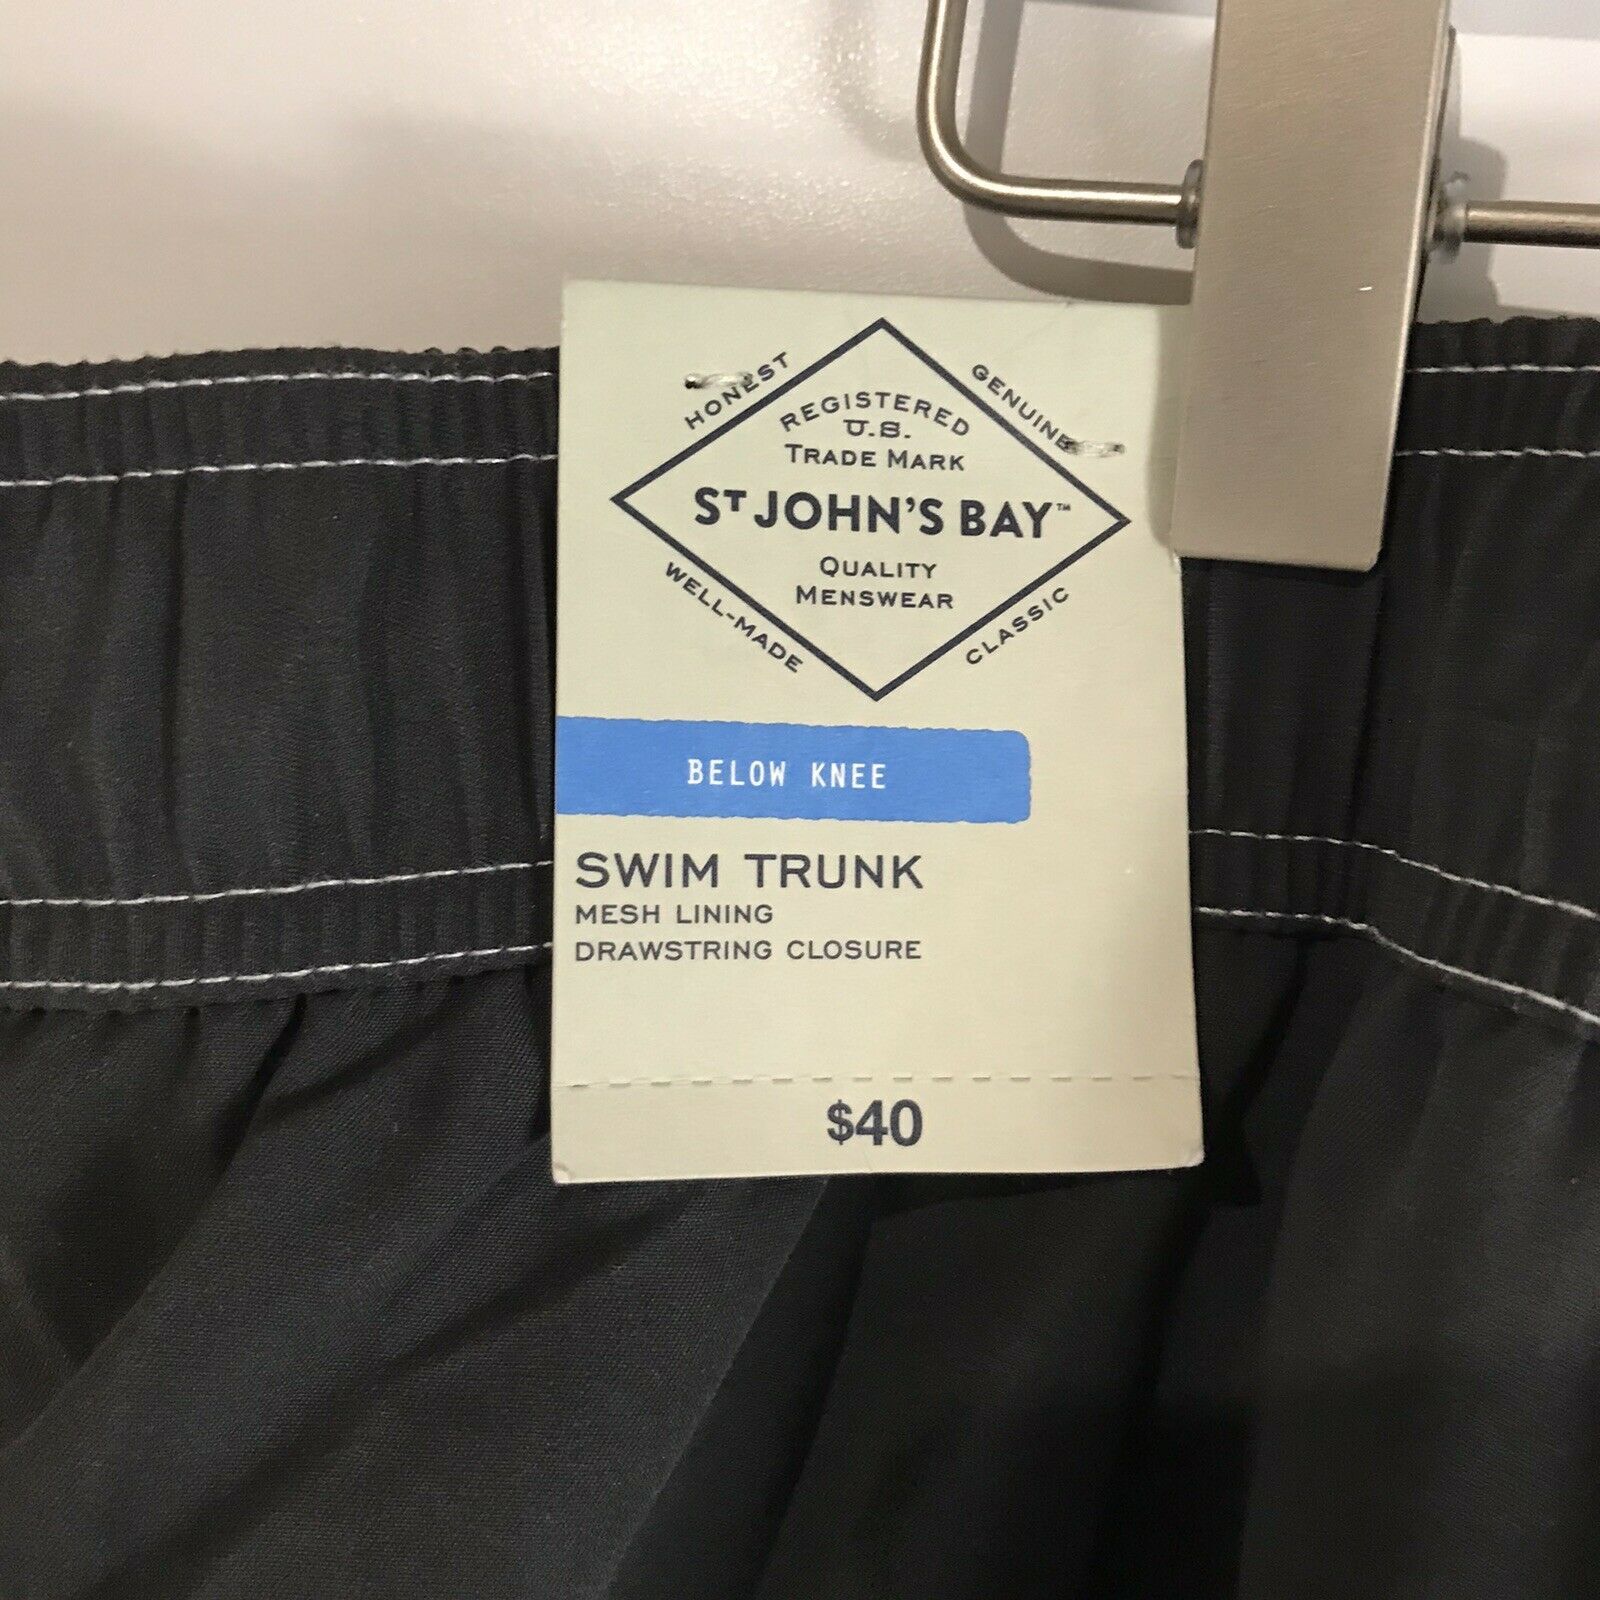 HONEST
GENUINE
REGISTERED
U.S.
TRADE MARK
ST JOHN'S BAY™
QUALITY
MENSWEAR
WELL-MADE
CLASSIC
BELOW KNEE
SWIM TRUNK
MESH LINING
DRAWSTRING CLOSURE
$40